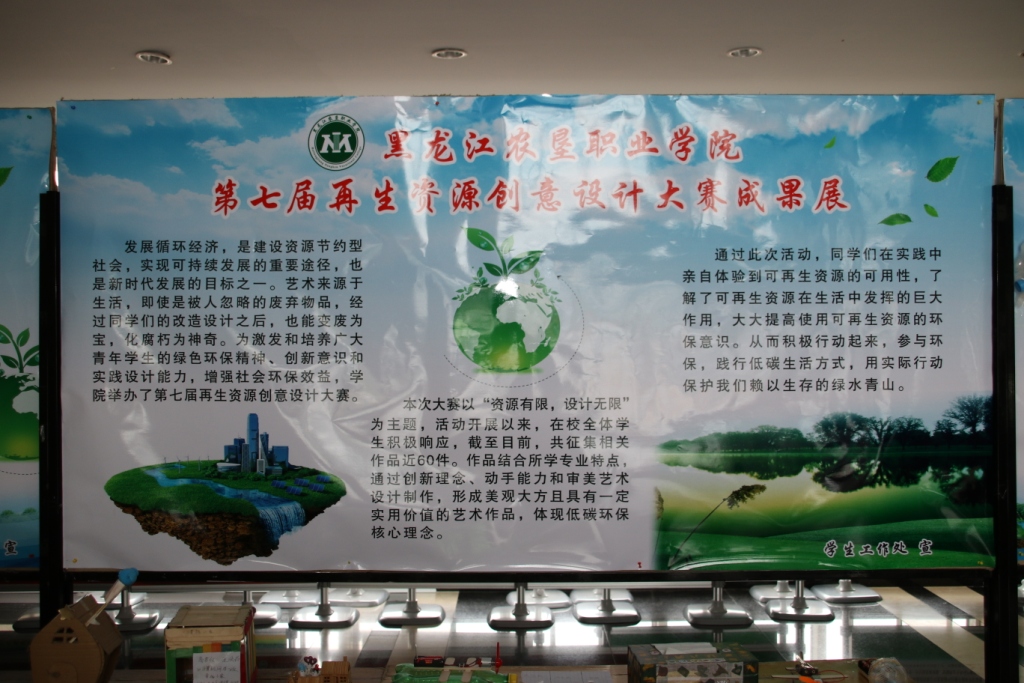 黑龙江农垦职业学院
第七届再生资源创意设计大赛成果展
发展循环经济，是建设资源节约型
社会，实现可持续发展的重要途径，也
是新时代发展的目标之一。艺术来源于
生活，即使是被人忽略的废弃物品，经
过同学们的改造设计之后，也能变废为
宝，化腐朽为神奇。为激发和培养广大
青年学生的绿色环保精神、创新意识和
实践设计能力，增强社会环保效益，学
院举办了第七届再生资源创意设计大赛。
本次大赛以“资源有限，设计无限”
为主题，活动开展以来，在校全体学
生积极响应，截至目前，共征集相关
作品近60件。作品结合所学专业特点，
通过创新理念、动手能力和审美艺术
设计制作，形成美观大方且具有一定
实用价值的艺术作品，体现低碳环保
核心理念。
通过此次活动，同学们在实践中
亲自体验到可再生资源的可用性，了
解了可再生资源在生活中发挥的巨大
作用，大大提高使用可再生资源的环
保意识。从而积极行动起来，参与环
保，践行低碳生活方式，用实际行动
保护我们赖以生存的绿水青山。
学生工作处 宣
宣